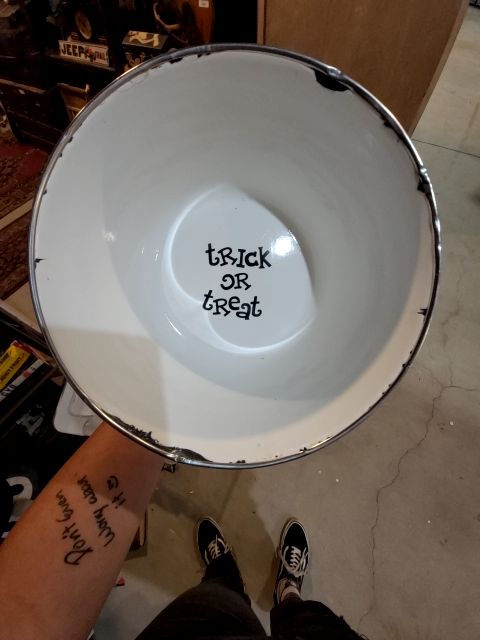 JEEP
tRIck
OR
tReat
Don't Even
Worry about
it